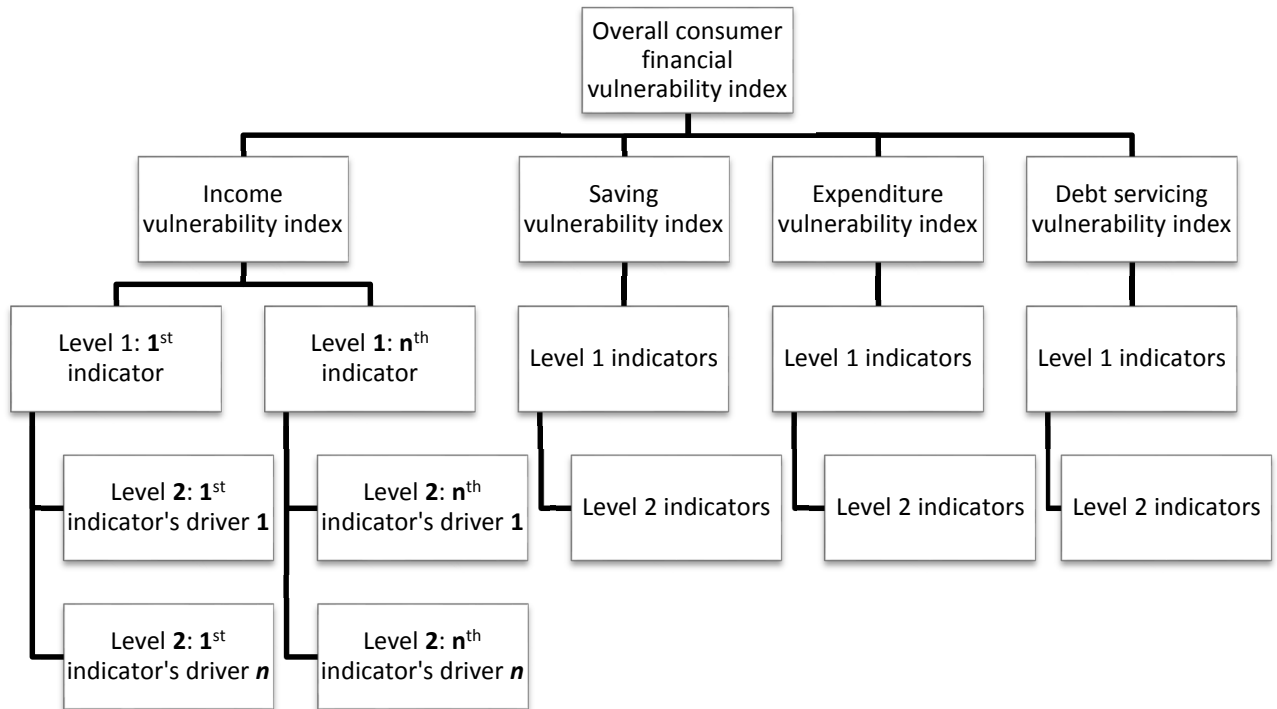 Overall consumer
financial
vulnerability index
Income
vulnerability index
Saving
vulnerability index
Expenditure
vulnerability index
Debt servicing
vulnerability index
Level 1: 1st
indicator
Level 1: nth
indicator
Level 1 indicators
Level 1 indicators
Level 1 indicators
Level 2: 1st
indicator's driver 1
Level 2: nth
indicator's driver 1
Level 2 indicators
Level 2 indicators
Level 2 indicators
Level 2: 1st
indicator's driver n
Level 2: nth
indicator's driver n